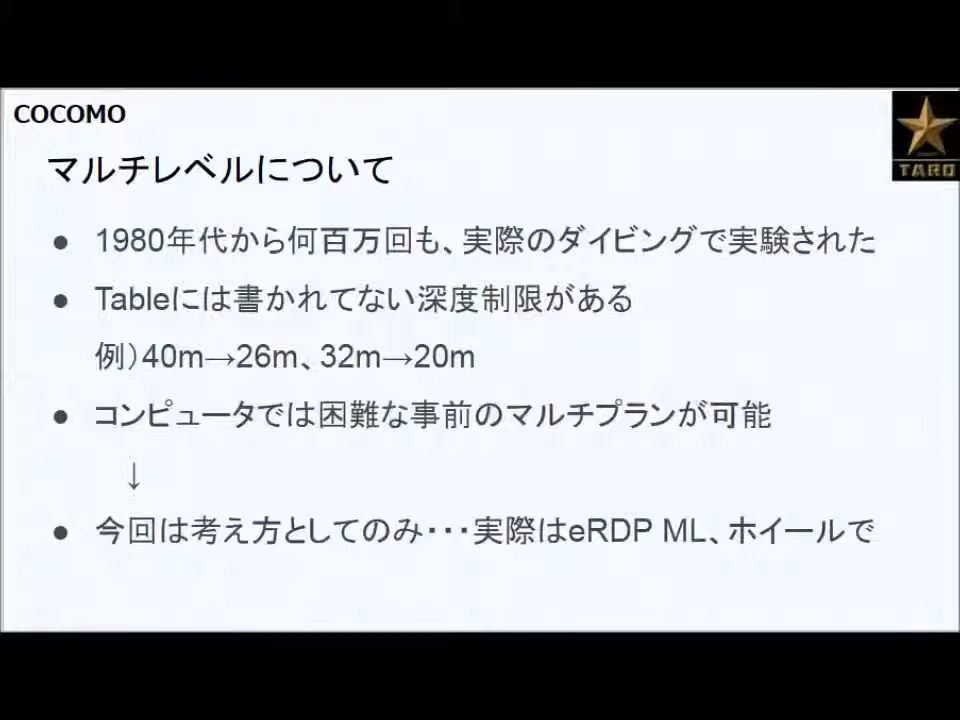 COCOMO
TARO
マルチレベルについて
● 1980年代から何百万回も、実際のダイビングで実験された
● Tableには書かれてない深度制限がある
例）40m→26m、32m→20m
● コンピュータでは困難な事前のマルチプランが可能
↓
● 今回は考え方としてのみ・・・実際はeRDP ML、ホイールで